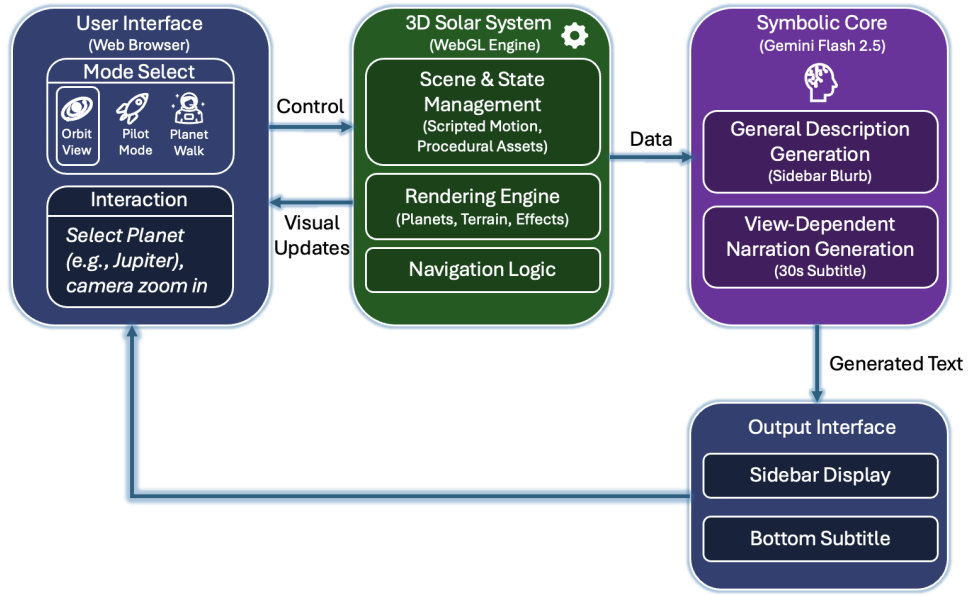 User Interface
(Web Browser)
Mode Select
Orbit
View
Pilot
Mode
Planet
Walk
Interaction
Select Planet
(e.g., Jupiter),
camera zoom in
Control
Visual
Updates
3D Solar System
(WebGL Engine)
Scene & State
Management
(Scripted Motion,
Procedural Assets)
Rendering Engine
(Planets, Terrain, Effects)
Navigation Logic
Data
Symbolic Core
(Gemini Flash 2.5)
General Description
Generation
(Sidebar Blurb)
View-Dependent
Narration Generation
(30s Subtitle)
Generated Text
Output Interface
Sidebar Display
Bottom Subtitle